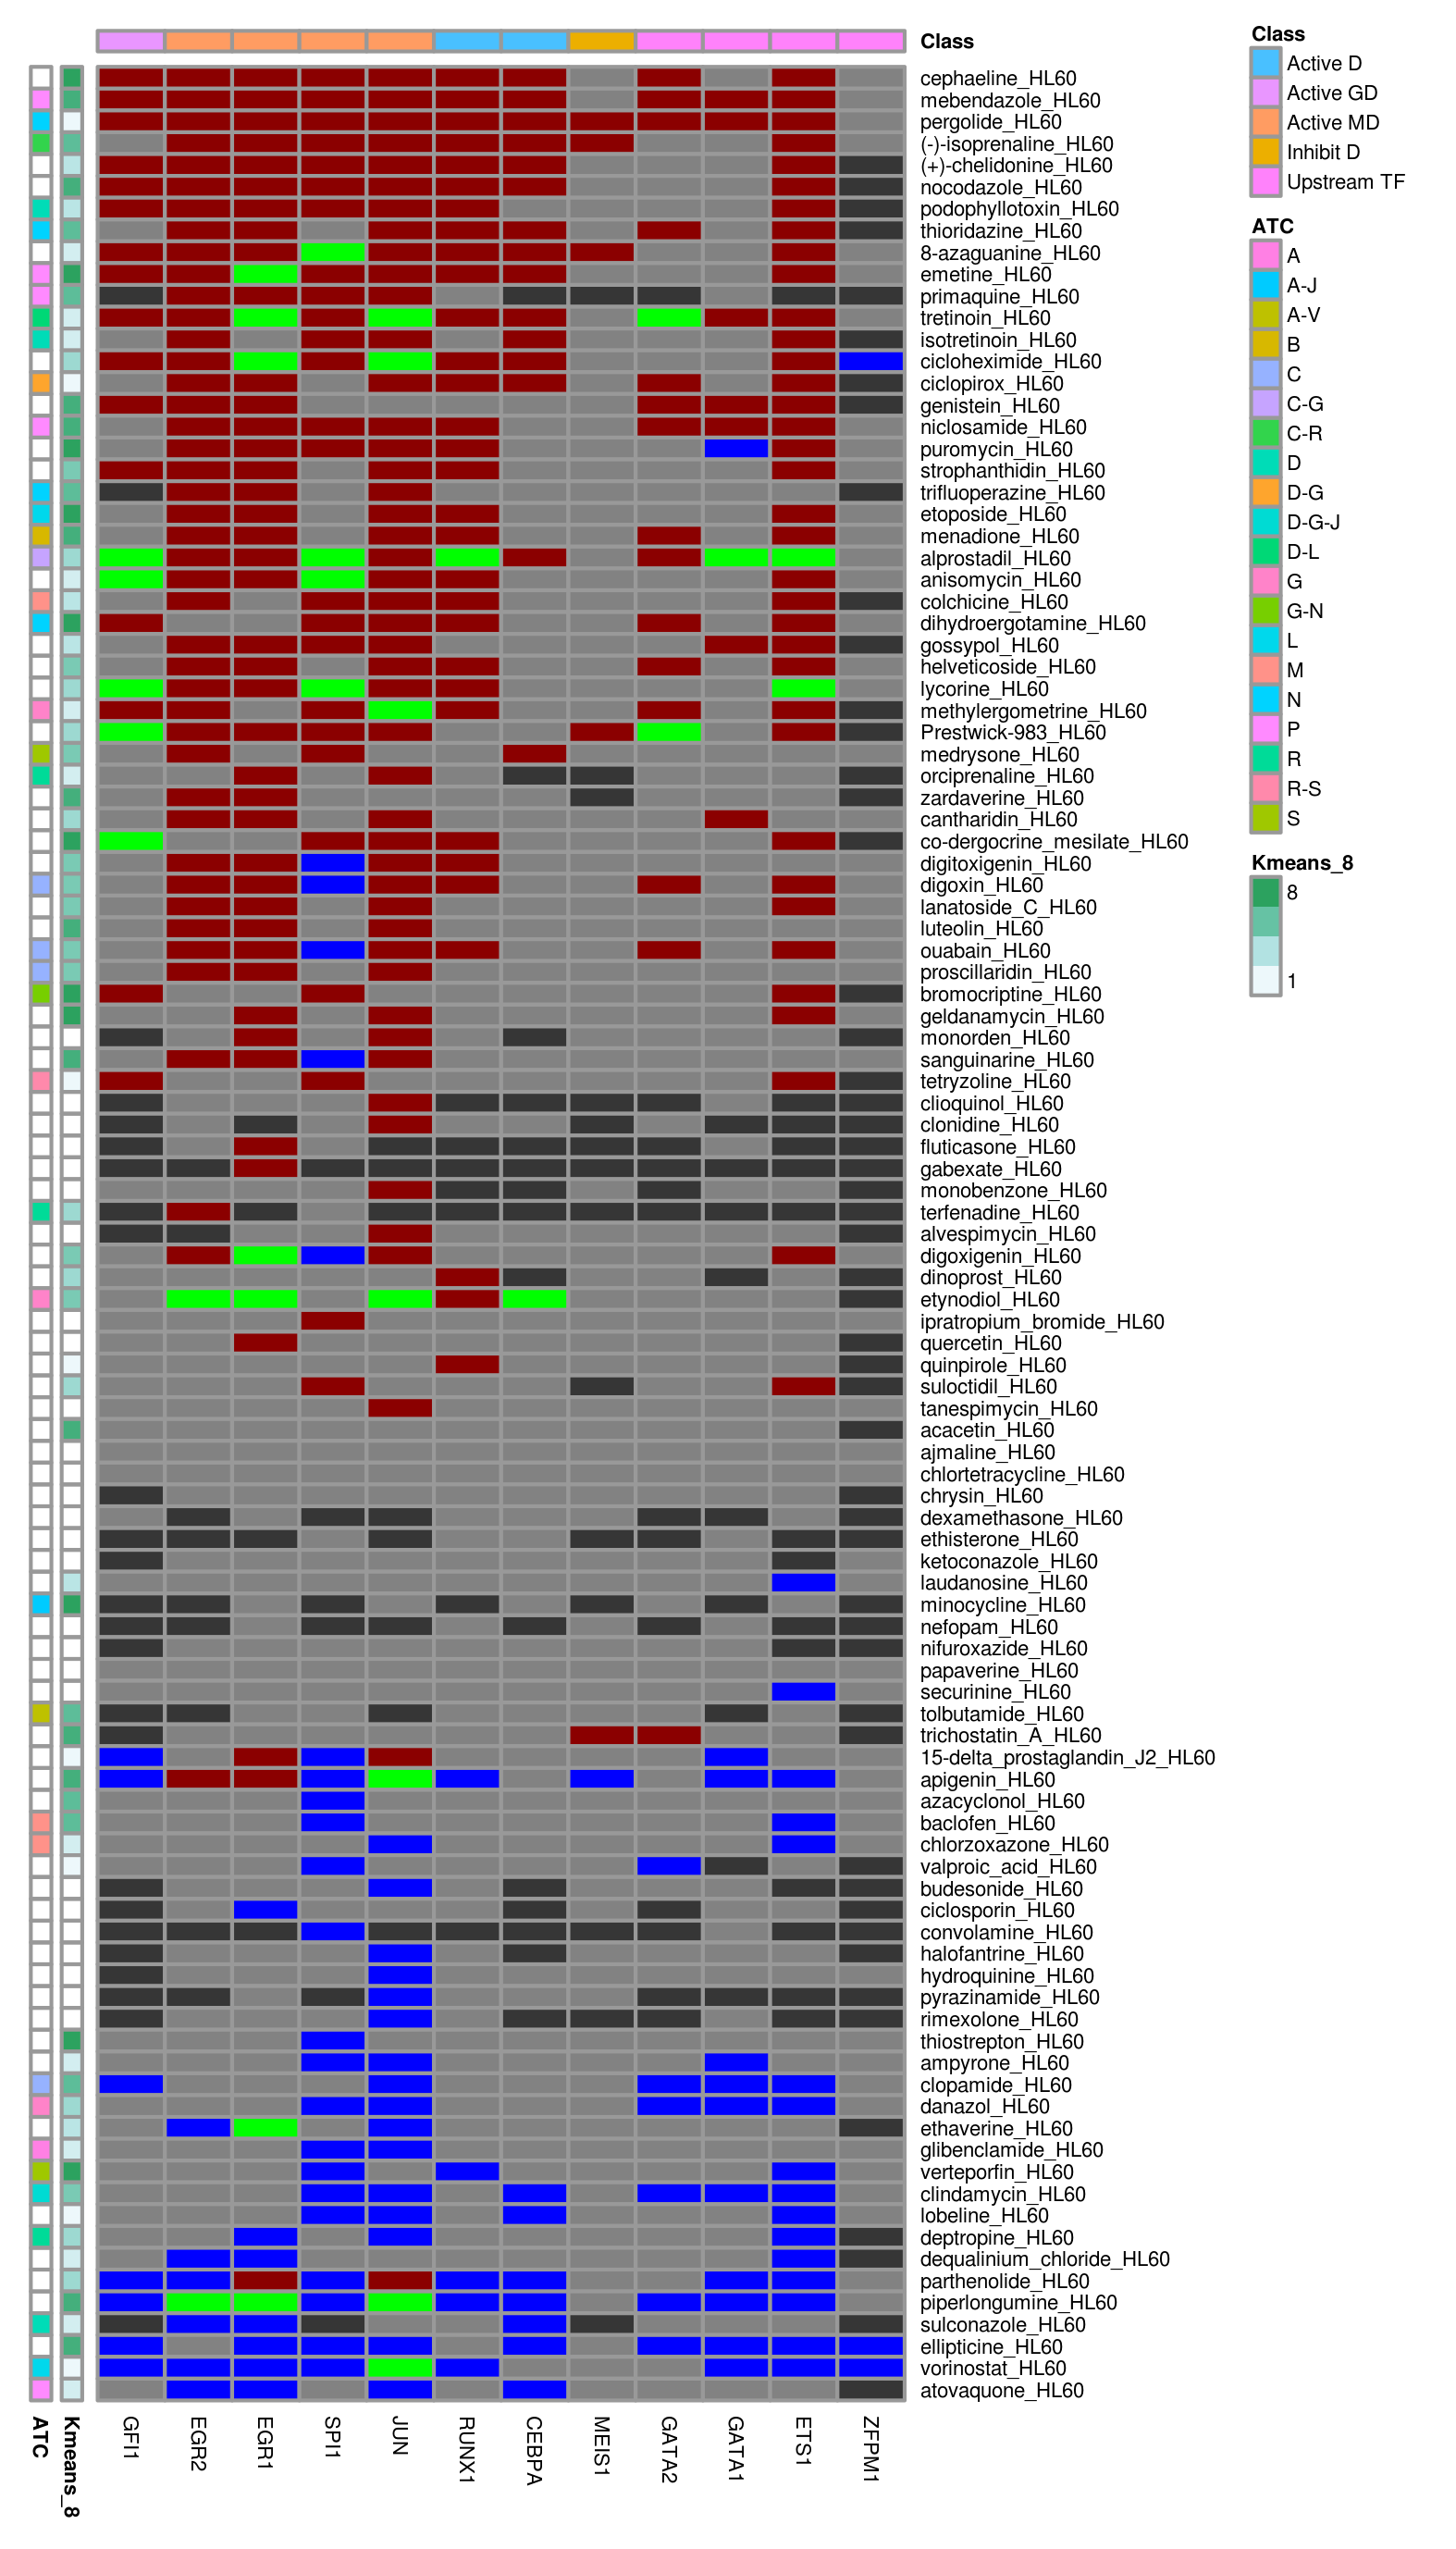 Class
cephaeline_HL60
mebendazole_HL60
pergolide_HL60
(-)-isoprenaline_HL60
(+)-chelidonine_HL60
nocodazole_HL60
podophyllotoxin_HL60
thioridazine_HL60
8-azaguanine_HL60
emetine_HL60
primaquine_HL60
tretinoin_HL60
isotretinoin_HL60
cicloheximide_HL60
ciclopirox_HL60
genistein_HL60
niclosamide_HL60
puromycin_HL60
strophanthidin_HL60
trifluoperazine_HL60
etoposide_HL60
menadione_HL60
alprostadil_HL60
anisomycin_HL60
colchicine_HL60
dihydroergotamine_HL60
gossypol_HL60
helveticoside_HL60
lycorine_HL60
methylergometrine_HL60
Prestwick-983_HL60
medrysone_HL60
orciprenaline_HL60
zardaverine_HL60
cantharidin_HL60
co-dergocrine_mesilate_HL60
digitoxigenin_HL60
digoxin_HL60
lanatoside_C_HL60
luteolin_HL60
ouabain_HL60
proscillaridin_HL60
bromocriptine_HL60
geldanamycin_HL60
monorden_HL60
sanguinarine_HL60
tetryzoline_HL60
clioquinol_HL60
clonidine_HL60
fluticasone_HL60
gabexate_HL60
monobenzone_HL60
terfenadine_HL60
alvespimycin_HL60
digoxigenin_HL60
dinoprost_HL60
etynodiol_HL60
ipratropium_bromide_HL60
quercetin_HL60
quinpirole_HL60
suloctidil_HL60
tanespimycin_HL60
acacetin_HL60
ajmaline_HL60
chlortetracycline_HL60
chrysin_HL60
dexamethasone_HL60
ethisterone_HL60
ketoconazole_HL60
laudanosine_HL60
minocycline_HL60
nefopam_HL60
nifuroxazide_HL60
papaverine_HL60
securinine_HL60
tolbutamide_HL60
trichostatin_A_HL60
15-delta_prostaglandin_J2_HL60
apigenin_HL60
azacyclonol_HL60
baclofen_HL60
chlorzoxazone_HL60
valproic_acid_HL60
budesonide_HL60
ciclosporin_HL60
convolamine_HL60
halofantrine_HL60
hydroquinine_HL60
pyrazinamide_HL60
rimexolone_HL60
thiostrepton_HL60
ampyrone_HL60
clopamide_HL60
danazol_HL60
ethaverine_HL60
glibenclamide_HL60
verteporfin_HL60
clindamycin_HL60
lobeline_HL60
deptropine_HL60
dequalinium_chloride_HL60
parthenolide_HL60
piperlongumine_HL60
sulconazole_HL60
ellipticine_HL60
vorinostat_HL60
atovaquone_HL60
ATC
Kmeans_8
GFI1
EGR2
EGR1
SPI1
JUN
RUNX1
CEBPA
MEIS1
GATA2
GATA1
ETS1
ZFPM1
Class
Active D
Active GD
Active MD
Inhibit D
Upstream TF
ATC
A
A-J
A-V
B
C
C-G
C-R
D
D-G
D-G-J
D-L
G
G-N
L
M
N
P
R
R-S
S
Kmeans_8
8
1